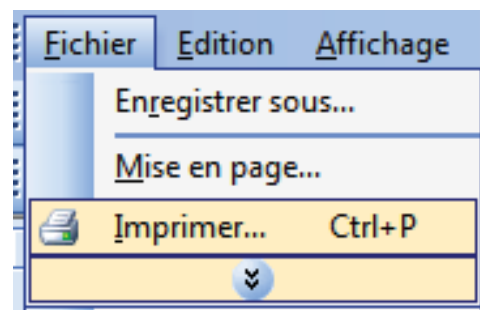 Fichier Edition Affichage
Enregistrer sous...
Mise en page...
Imprimer... Ctrl+P